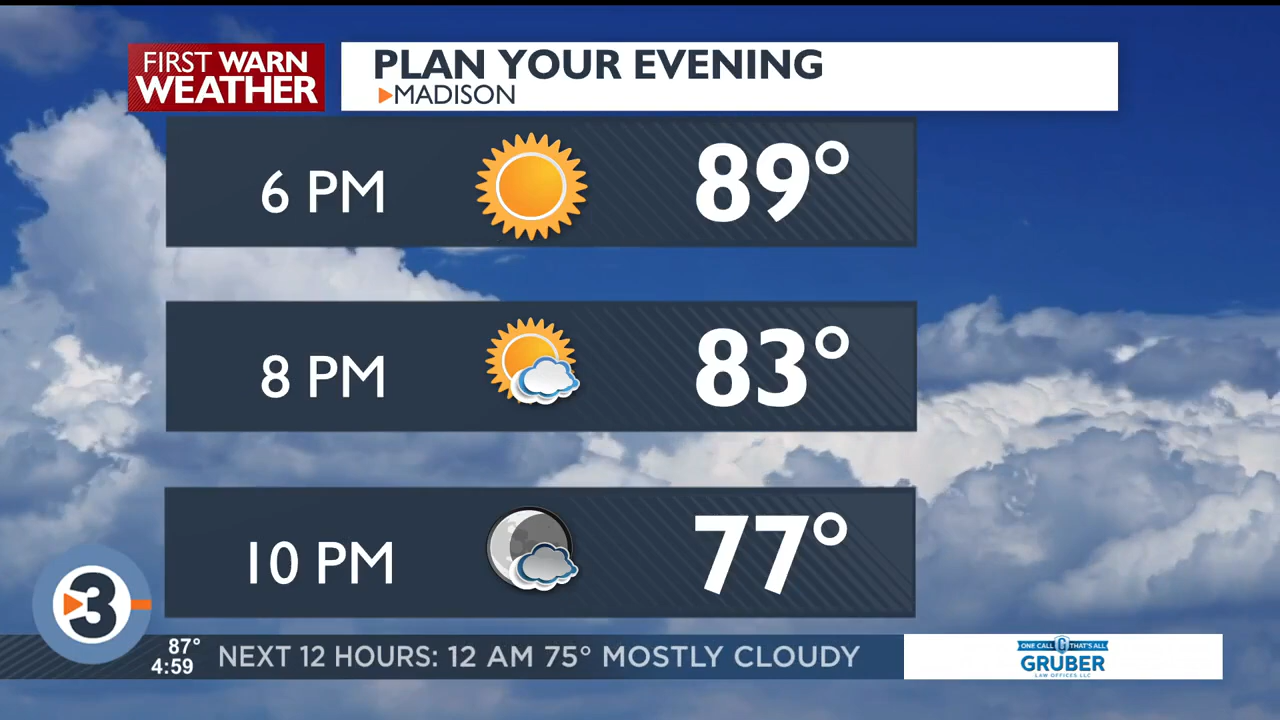 FIRST WARN
WEATHER
PLAN YOUR EVENING
MADISON
6 PM 89°
8 PM 83°
10 PM 77°
3
87°
4:59
NEXT 12 HOURS: 12 AM 75° MOSTLY CLOUDY
ONE CALL G THAT'S ALL
GRUBER
LAW OFFICES LLC